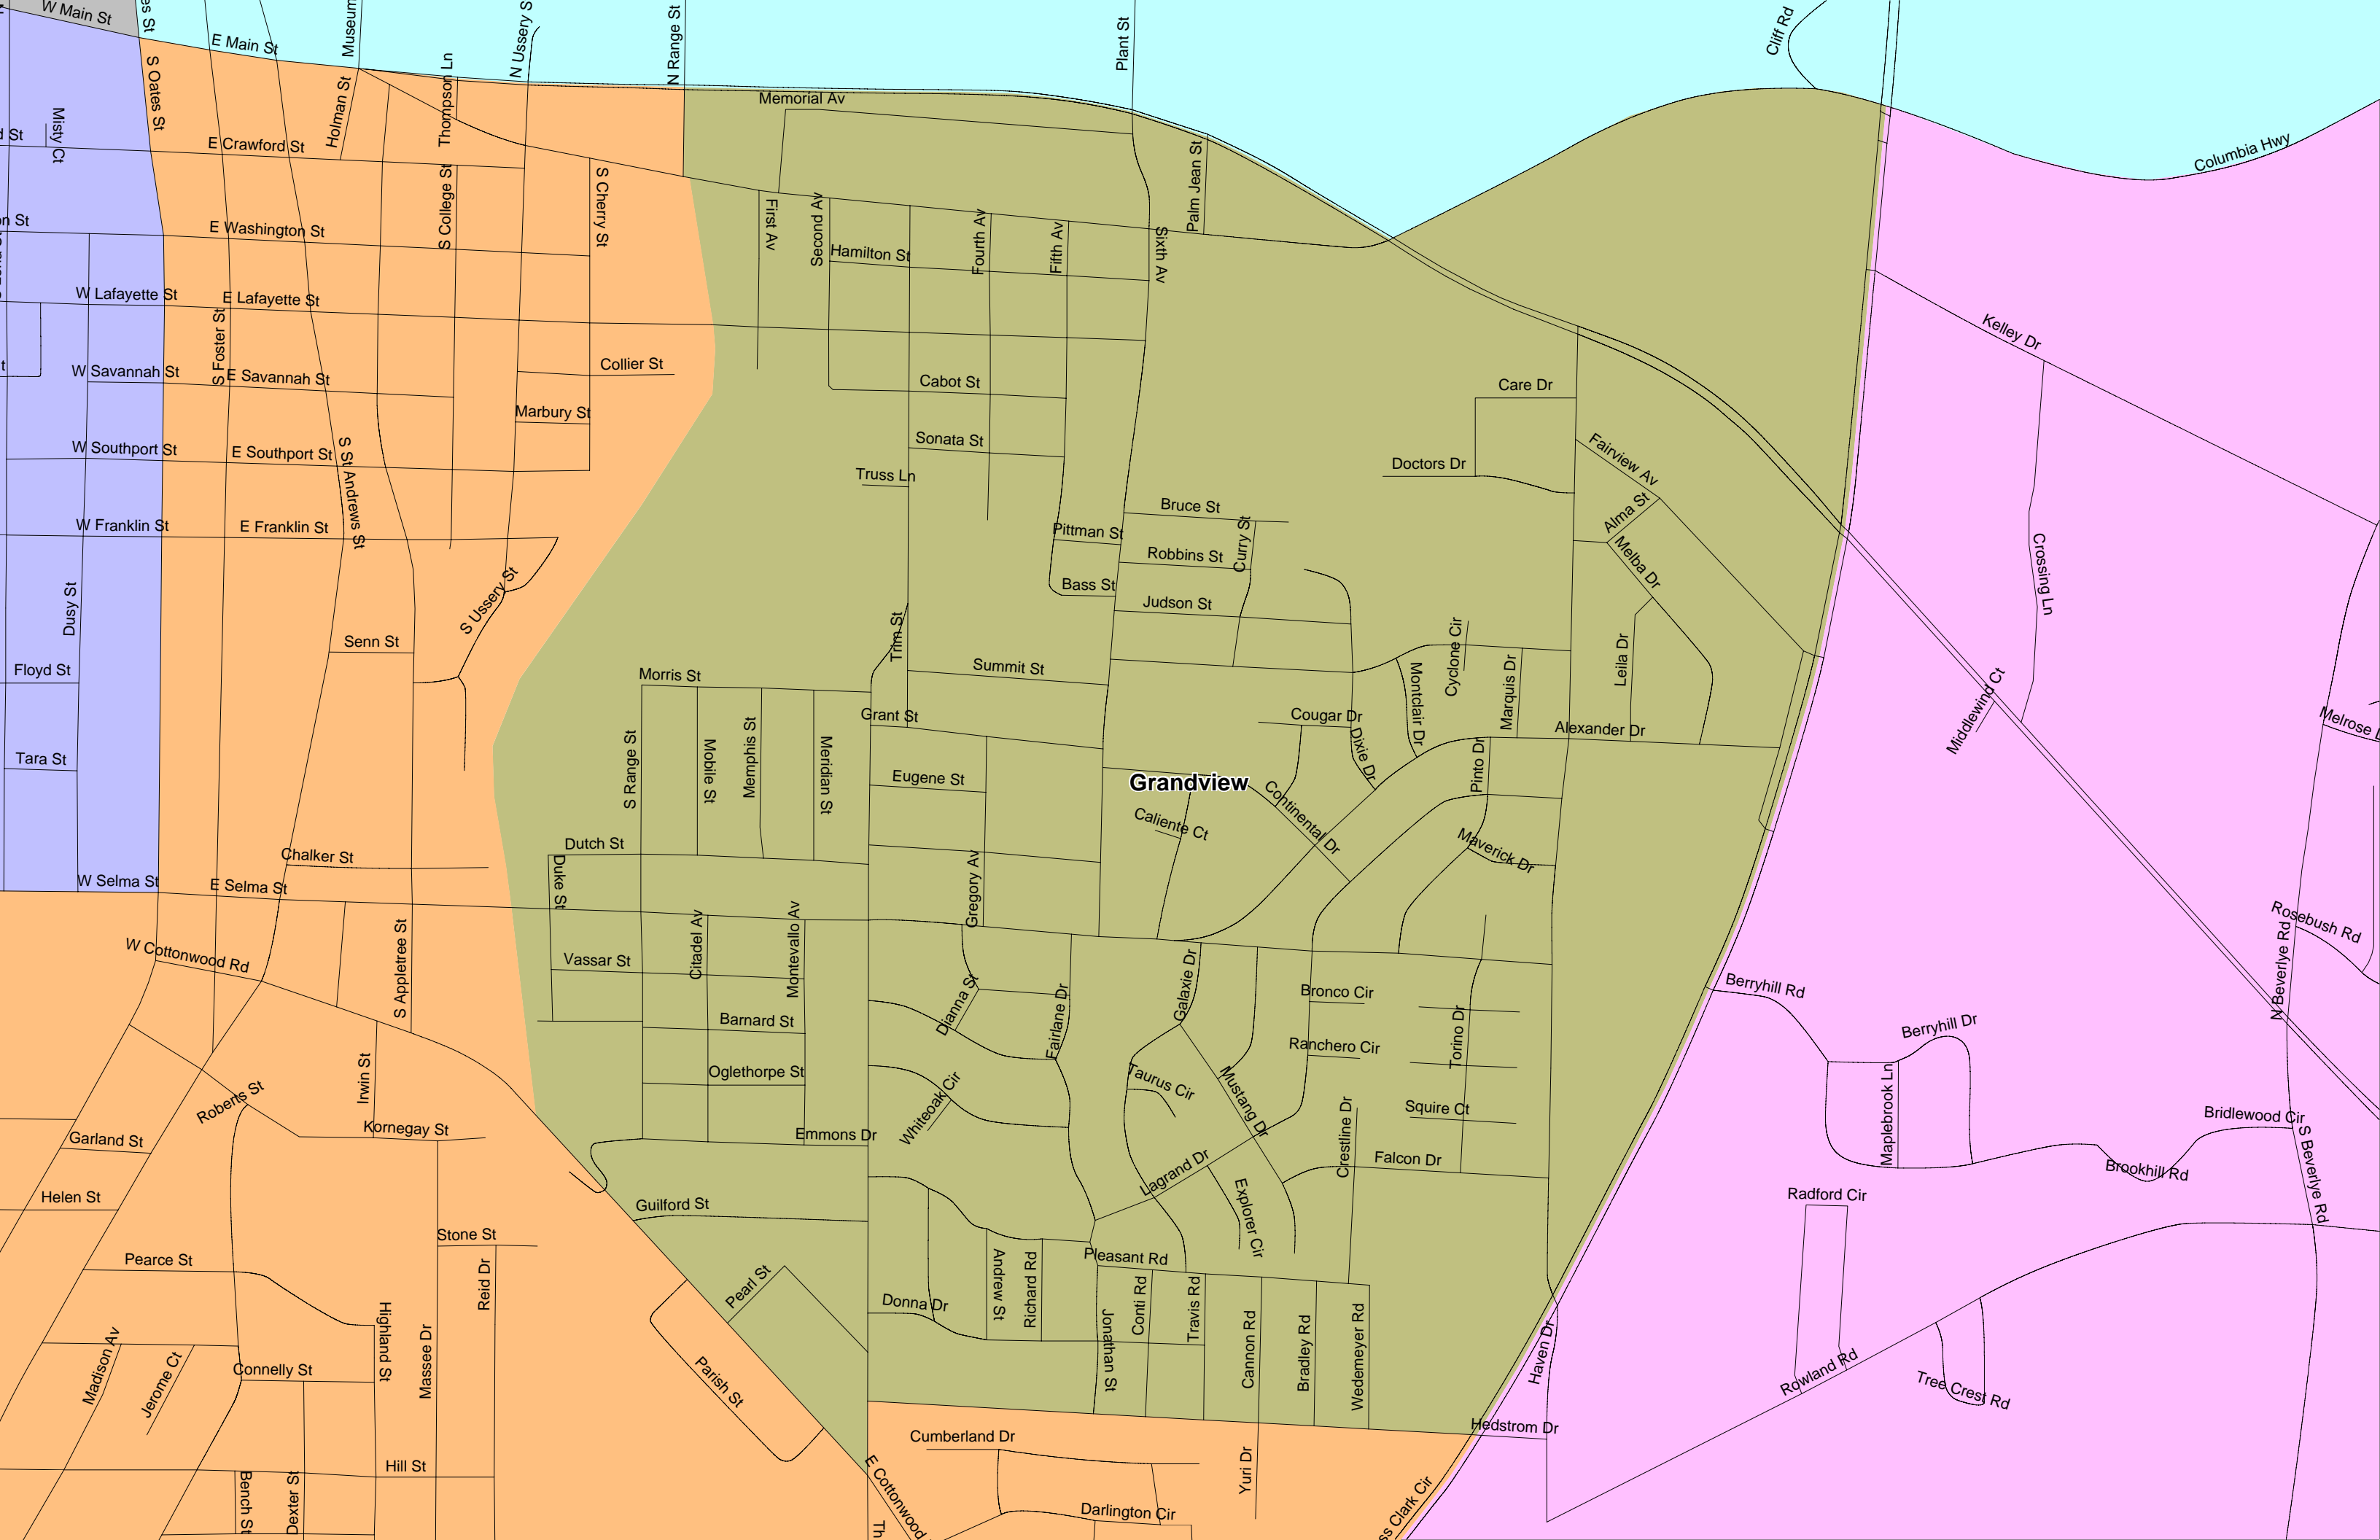 W Main St
E Main St
Museum
N Range St
Plant St
Cliff Rd
Columbia Hwy
S Oates St
Misty Ct
Holman St
Thompson Ln
Memorial Av
E Crawford St
S College St
S Cherry St
First Av
Second Av
Fourth Av
Fifth Av
Sixth Av
Palm Jean St
E Washington St
Hamilton St
W Lafayette St
E Lafayette St
S Foster St
Kelley Dr
W Savannah St
E Savannah St
Collier St
Cabot St
Care Dr
Marbury St
W Southport St
E Southport St
S St Andrews St
Sonata St
Truss Ln
Doctors Dr
Fairview Av
Alma St
Melba Dr
W Franklin St
E Franklin St
Bruce St
Pittman St
Robbins St
Curry St
Bass St
Judson St
Crossing Ln
Dusy St
S Ussery St
Senn St
Floyd St
Trim St
Summit St
Morris St
Grant St
Cyclone Cir
Montclair Dr
Marquis Dr
Leila Dr
Alexander Dr
Middlewind Ct
Cougar Dr
Dixie Dr
Pinto Dr
Tara St
S Range St
Mobile St
Memphis St
Meridian St
Eugene St
Grandview
Caliente Ct
Continental Dr
Maverick Dr
Dutch St
Duke St
Chalker St
W Selma St
E Selma St
Gregory Av
S Appletree St
W Cottonwood Rd
Vassar St
Citadel Av
Montevallo Av
Dianna St
Fairlane Dr
Galaxie Dr
Bronco Cir
Torino Dr
Berryhill Rd
Berryhill Dr
N Beverlye Rd
Rosebush Rd
Barnard St
Ranchero Cir
Oglethorpe St
Whiteoak Cir
Taurus Cir
Mustang Dr
Squire Ct
Crestline Dr
Maplebrook Ln
Bridlewood Cir
S Beverlye Rd
Brookhill Rd
Irwin St
Roberts St
Kornegay St
Garland St
Emmons Dr
Falcon Dr
Lagrand Dr
Explorer Cir
Radford Cir
Helen St
Guilford St
Stone St
Pearce St
Reid Dr
Pearl St
Donna Dr
Andrew St
Richard Rd
Pleasant Rd
Jonathan St
Conti Rd
Travis Rd
Cannon Rd
Bradley Rd
Wedemeyer Rd
Haven Dr
Rowland Rd
Tree Crest Rd
Madison Av
Jerome Ct
Connelly St
Highland St
Massee Dr
Parish St
Hedstrom Dr
Cumberland Dr
Hill St
Bench St
Dexter St
Yuri Dr
Darlington Cir